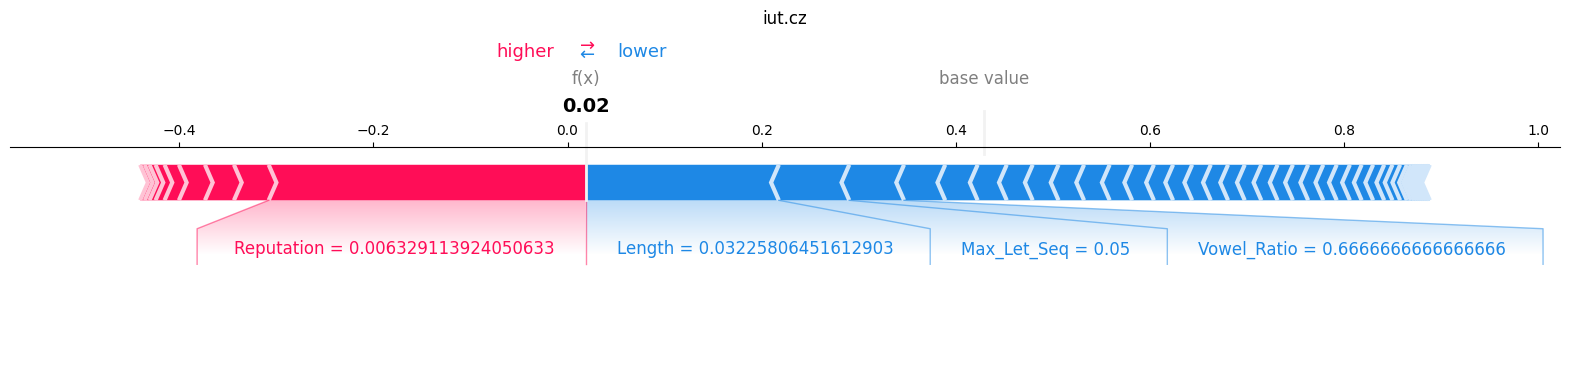 iut.cz
higher ⇄ lower
f(x)
base value
0.02
−0.4 −0.2 0.0 0.2 0.4 0.6 0.8 1.0
Reputation = 0.006329113924050633
Length = 0.03225806451612903
Max_Let_Seq = 0.05
Vowel_Ratio = 0.6666666666666666